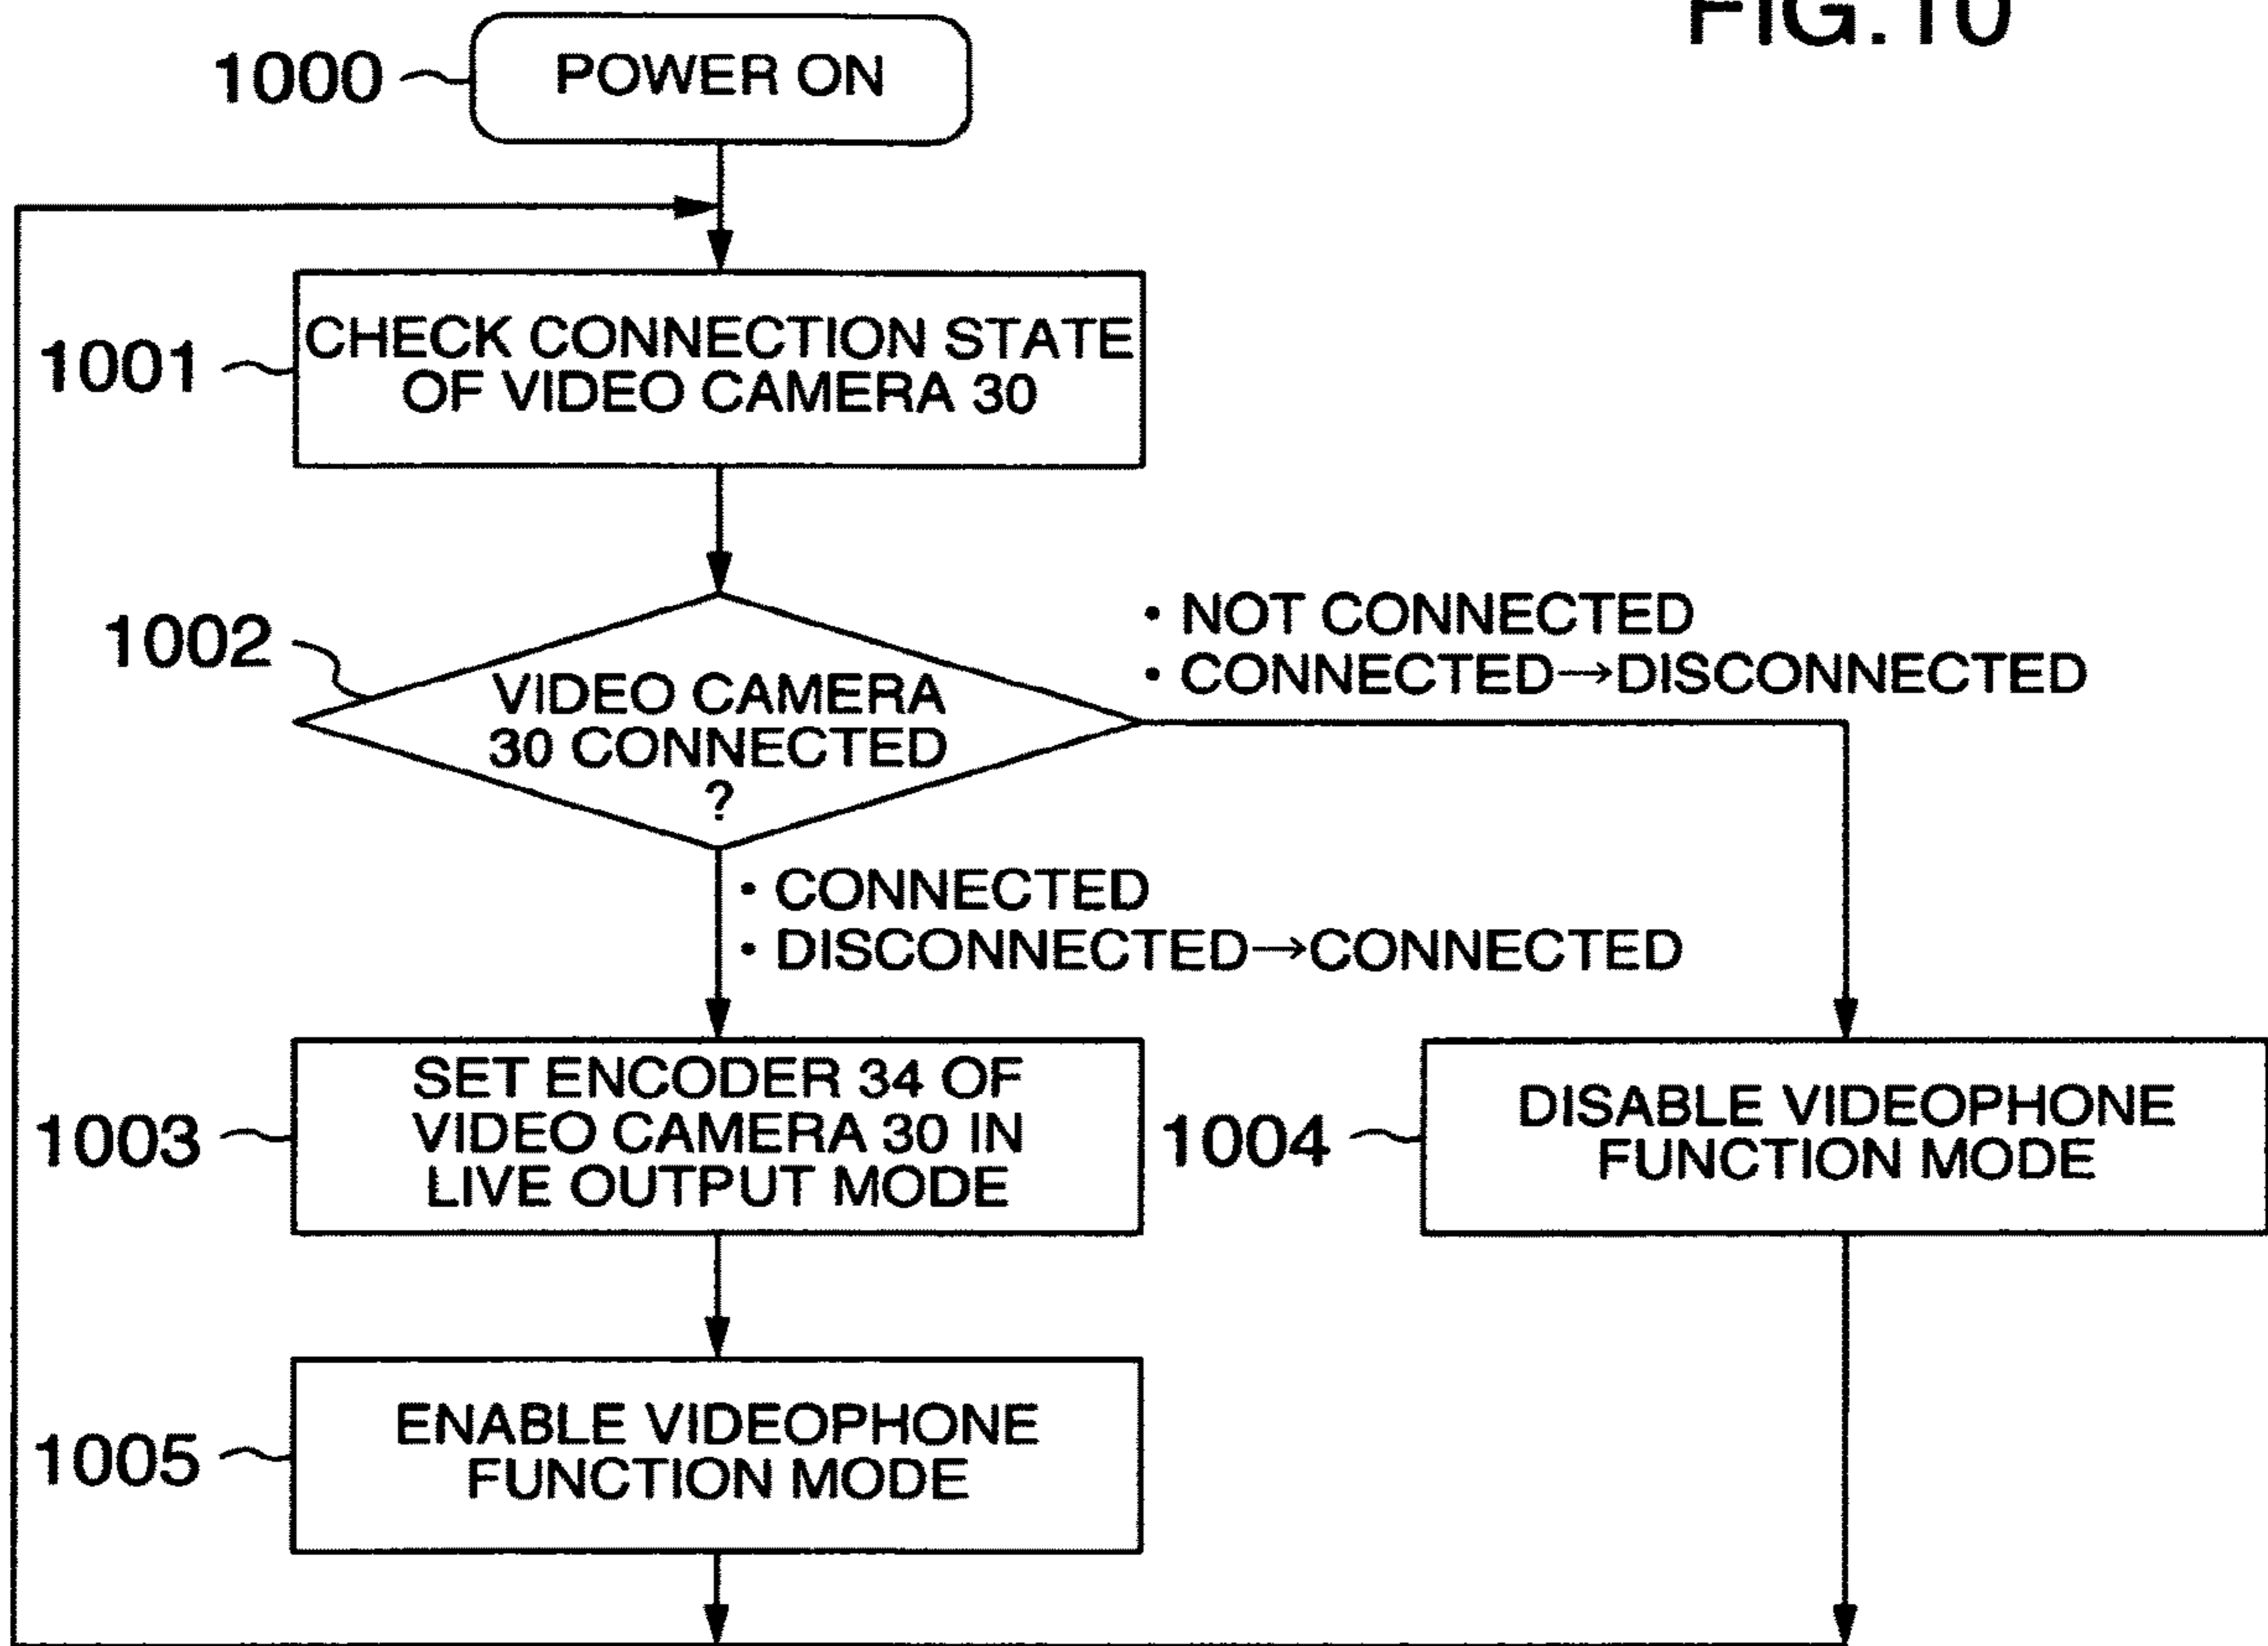 FIG.10
1000
POWER ON
1001
CHECK CONNECTION STATE
OF VIDEO CAMERA 30
1002
VIDEO CAMERA
30 CONNECTED
?
• NOT CONNECTED
• CONNECTED→DISCONNECTED
• CONNECTED
• DISCONNECTED→CONNECTED
1003
SET ENCODER 34 OF
VIDEO CAMERA 30 IN
LIVE OUTPUT MODE
1004
DISABLE VIDEOPHONE
FUNCTION MODE
1005
ENABLE VIDEOPHONE
FUNCTION MODE